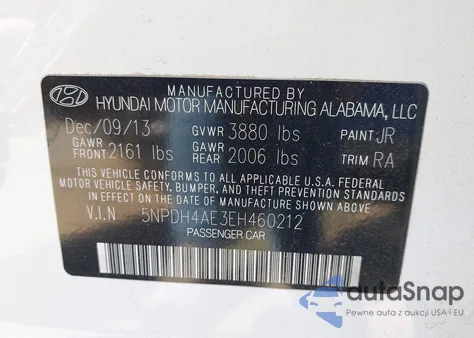 MANUFACTURED BY
HYUNDAI MOTOR MANUFACTURING ALABAMA, LLC
Dec/09/13 GVWR 3880 lbs PAINT JR
GAWR FRONT 2161 lbs GAWR REAR 2006 lbs TRIM RA
THIS VEHICLE CONFORMS TO ALL APPLICABLE U.S.A. FEDERAL
MOTOR VEHICLE SAFETY, BUMPER, AND THEFT PREVENTION STANDARDS
IN EFFECT ON THE DATE OF MANUFACTURE SHOWN ABOVE.
V.I.N 5NPDH4AE3EH460212
PASSENGER CAR
autaSnap
Pewne auta z aukcji USA i EU